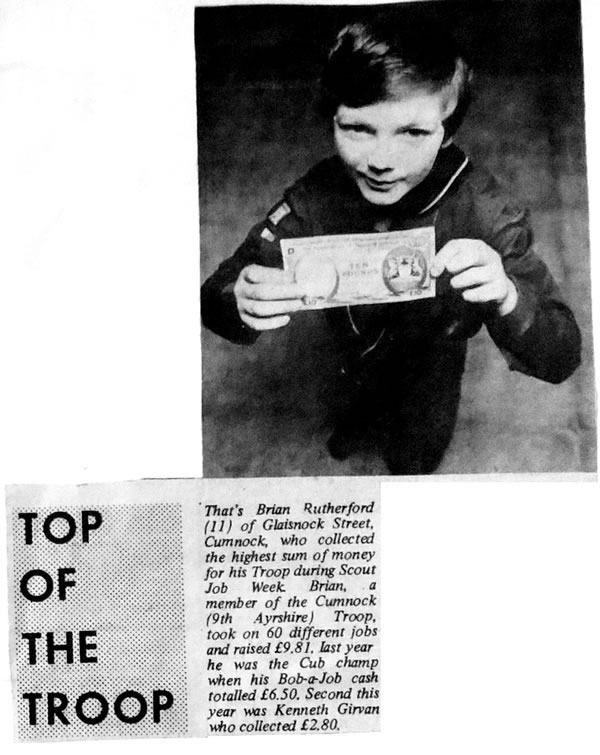 TEN
POUNDS
£10
£10
TOP
OF
THE
TROOP
That's Brian Rutherford
(11) of Glaisnock Street,
Cumnock, who collected
the highest sum of money
for his Troop during Scout
Job Week. Brian, a
member of the Cumnock
(9th Ayrshire) Troop,
took on 60 different jobs
and raised £9.81. last year
he was the Cub champ
when his Bob-a-Job cash
totalled £6.50. Second this
year was Kenneth Girvan
who collected £2.80.